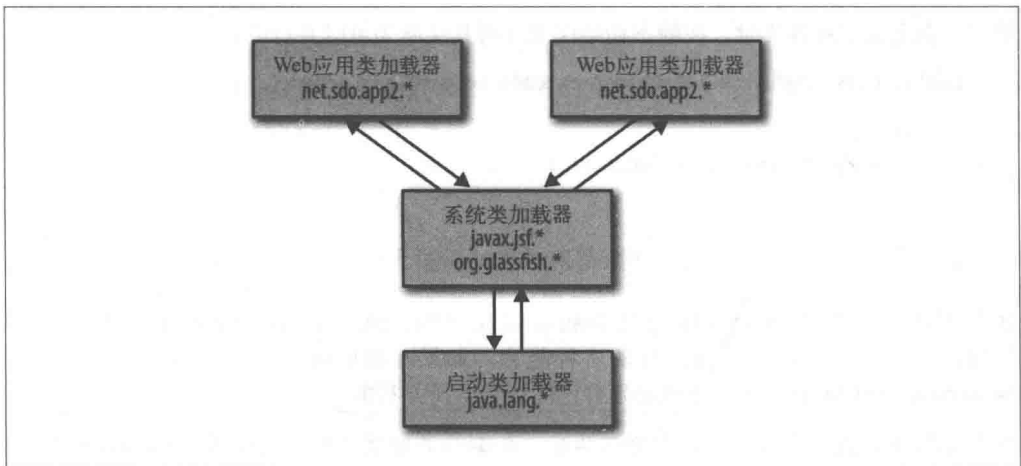 Web应用类加载器
net.sdo.app2.*
Web应用类加载器
net.sdo.app2.*
系统类加载器
javax.jsf.*
org.glassfish.*
启动类加载器
java.lang.*